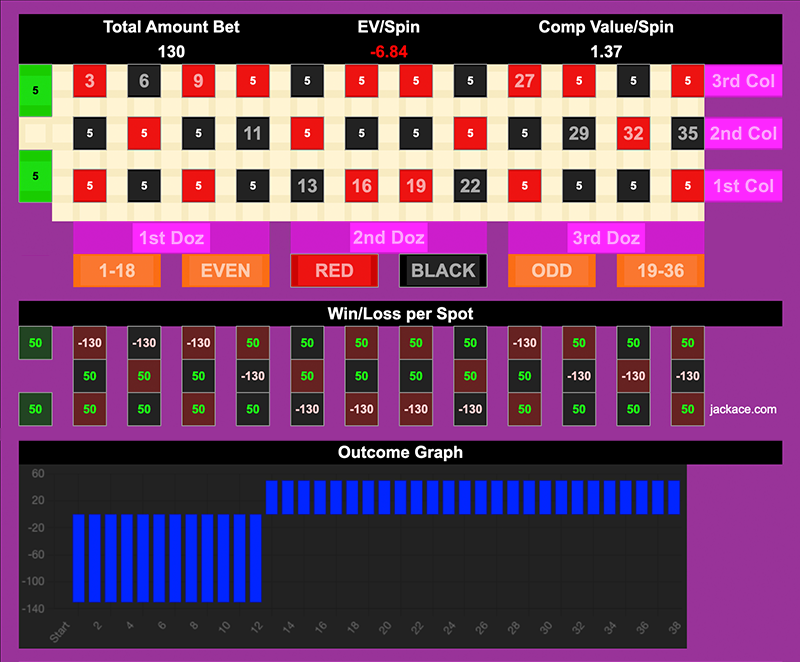 Total Amount Bet EV/Spin Comp Value/Spin
130 -6.84 1.37
5 3 6 9 5 5 5 5 5 27 5 5 5 3rd Col
5 5 5 11 5 5 5 5 5 29 32 35 2nd Col
5 5 5 5 5 13 16 19 22 5 5 5 5 1st Col
1st Doz 2nd Doz 3rd Doz
1-18 EVEN RED BLACK ODD 19-36
Win/Loss per Spot
50 -130 -130 -130 50 50 50 50 50 -130 50 50 50
50 50 50 -130 50 50 50 50 50 -130 -130 -130
50 50 50 50 50 -130 -130 -130 -130 50 50 50 50 jackace.com
Outcome Graph
60
20
-20
-60
-100
-140
Start 2 4 6 8 10 12 14 16 18 20 22 24 26 28 30 32 34 36 38